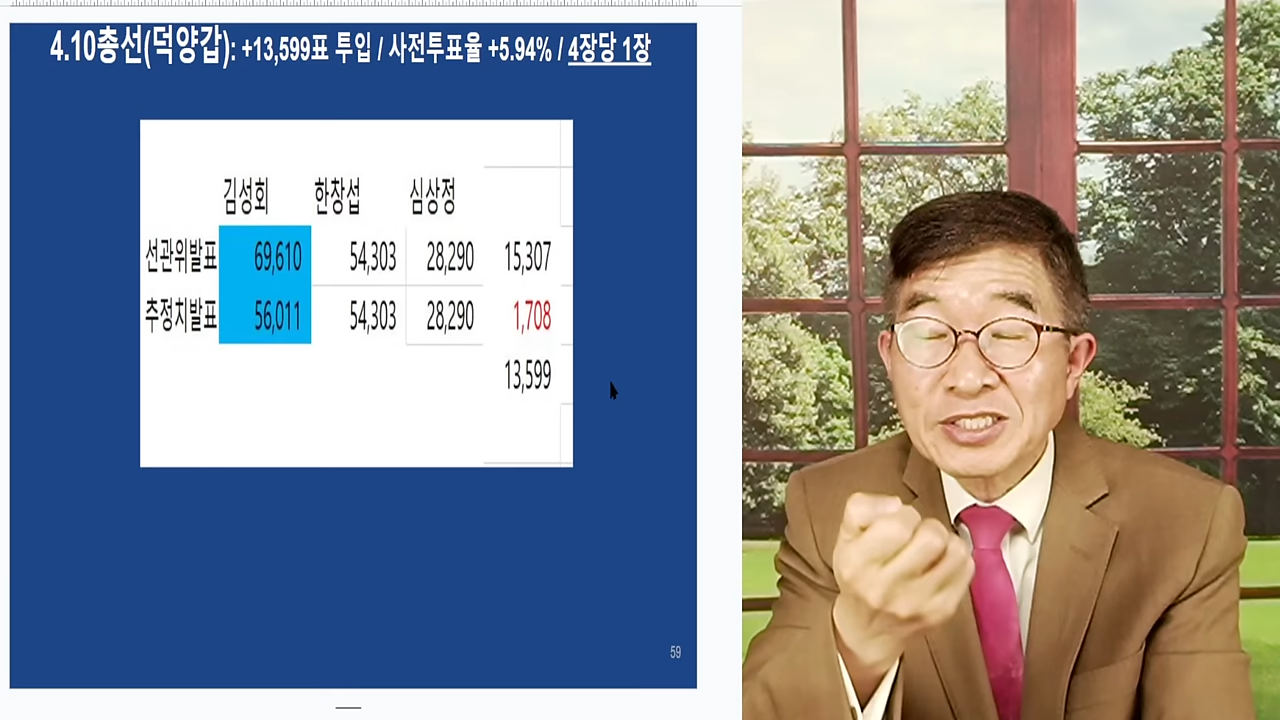 4.10총선(덕양갑): +13,599표 투입 / 사전투표율 +5.94% / 4장당 1장
김성회 한창섭 심상정
선관위발표 69,610 54,303 28,290 15,307
추정치발표 56,011 54,303 28,290 1,708
13,599
59